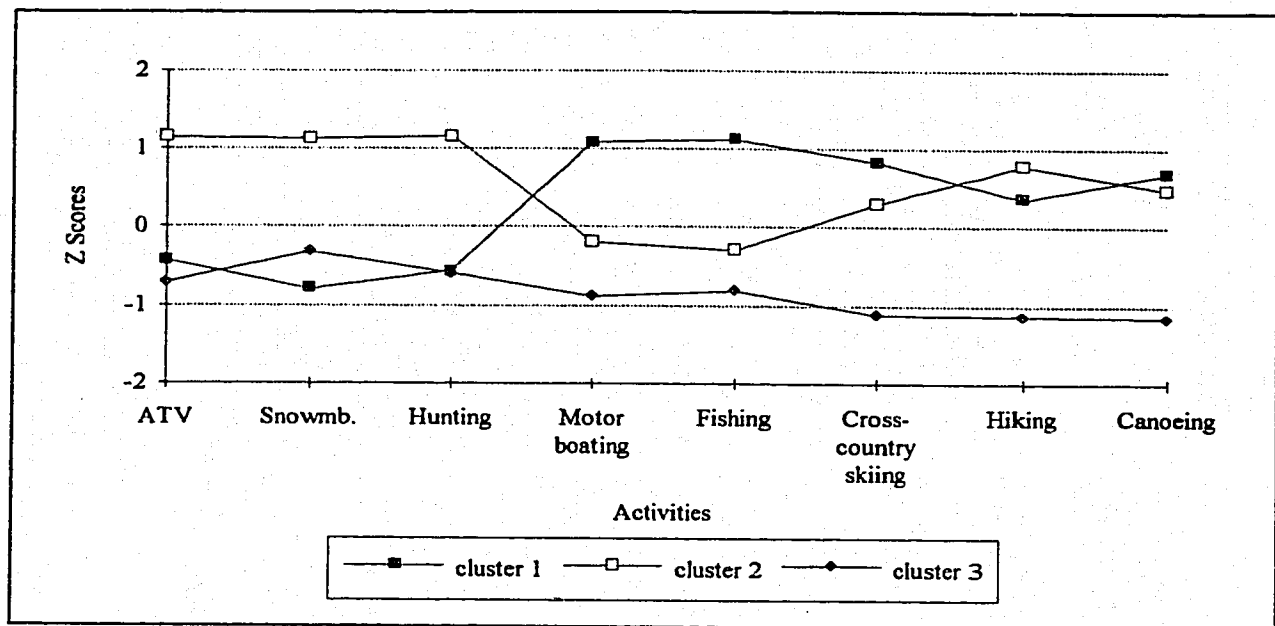 2
1
0
-1
-2
Z Scores
ATV Snowmb. Hunting Motor boating Fishing Cross-country skiing Hiking Canoeing
Activities
cluster 1 cluster 2 cluster 3